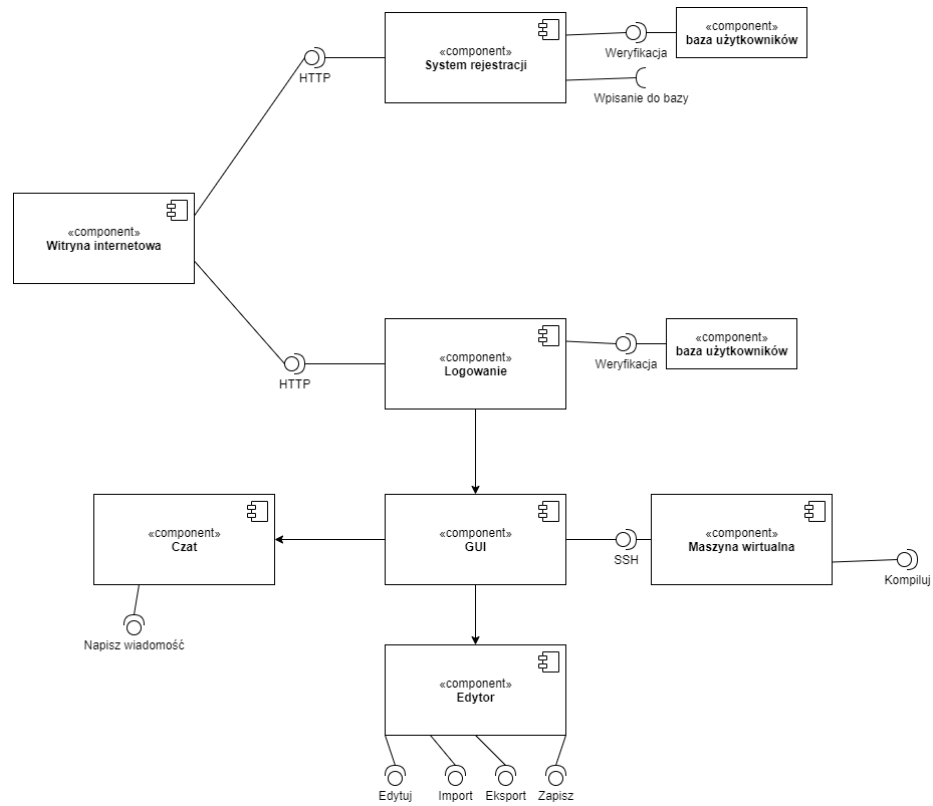 «component»
System rejestracji
HTTP
Weryfikacja
«component»
baza użytkowników
Wpisanie do bazy
«component»
Witryna internetowa
HTTP
«component»
Logowanie
Weryfikacja
«component»
baza użytkowników
«component»
Czat
Napisz wiadomość
«component»
GUI
SSH
«component»
Maszyna wirtualna
Kompiluj
«component»
Edytor
Edytuj
Import
Eksport
Zapisz